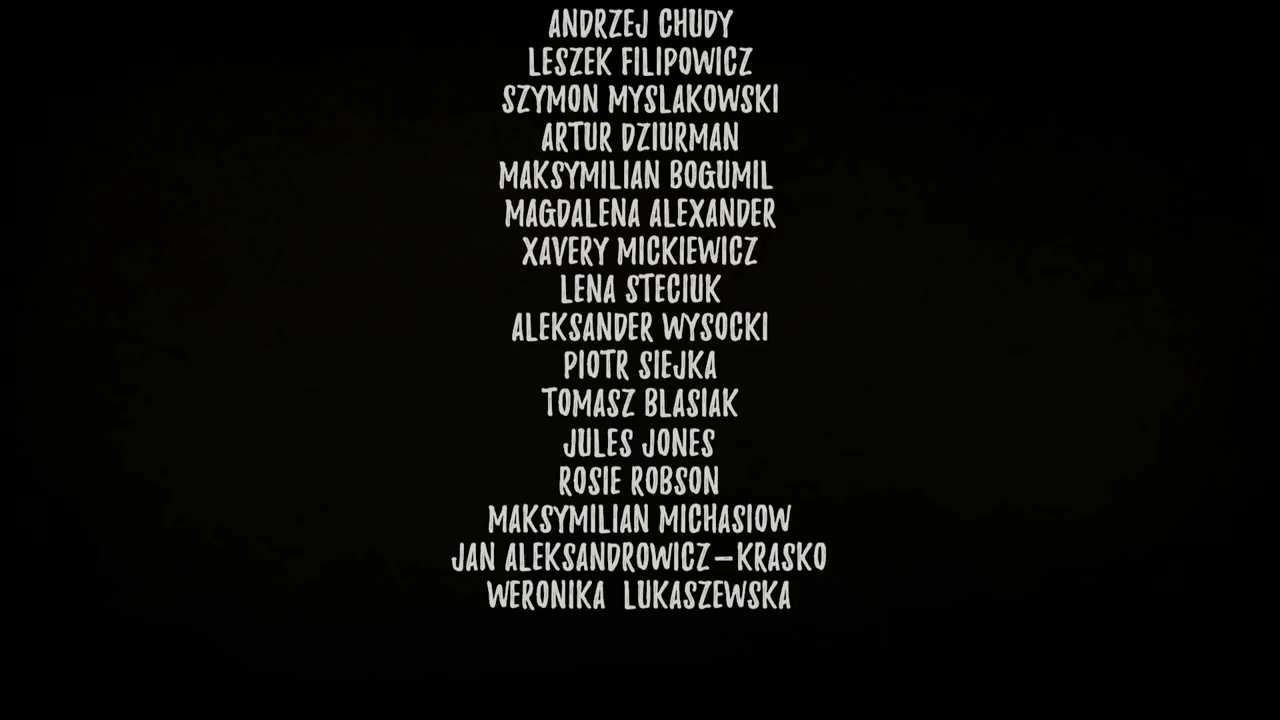 ANDRZEJ CHUDY
LESZEK FILIPOWICZ
SZYMON MYSLAKOWSKI
ARTUR DZIURMAN
MAKSYMILIAN BOGUMIL
MAGDALENA ALEXANDER
XAVERY MICKIEWICZ
LENA STECIUK
ALEKSANDER WYSOCKI
PIOTR SIEJKA
TOMASZ BLASIAK
JULES JONES
ROSIE ROBSON
MAKSYMILIAN MICHASIOW
JAN ALEKSANDROWICZ–KRASKO
WERONIKA LUKASZEWSKA